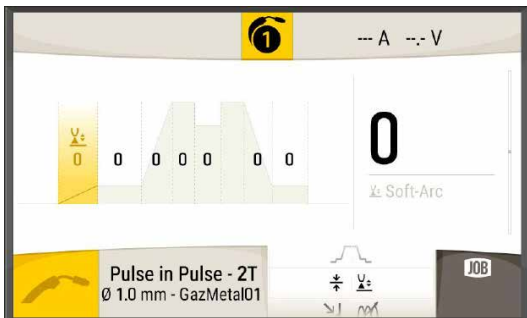 1
--- A --.- V
0 0 0 0 0 0 0
0
Soft-Arc
Pulse in Pulse - 2T
Ø 1.0 mm - GazMetal01
JOB